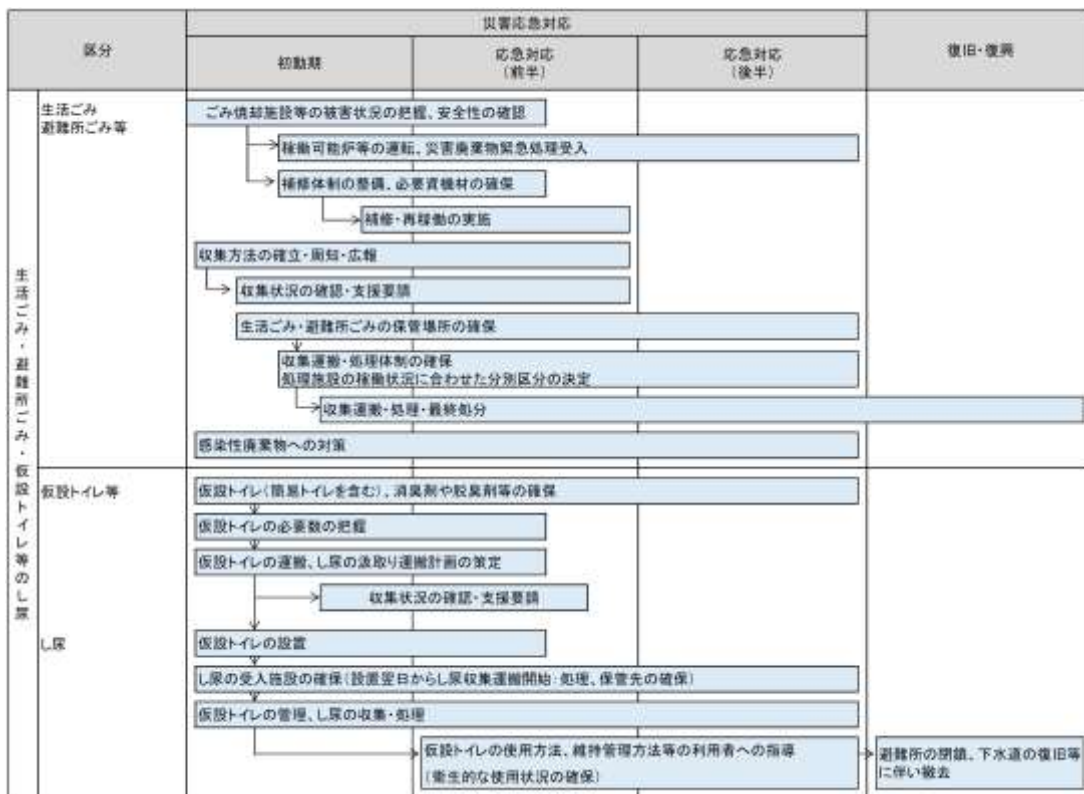 区分
災害応急対応
初動期
応急対応
(前半)
応急対応
(後半)
復旧・復興
生活ごみ・避難所ごみ・仮設トイレ等のし尿
生活ごみ
避難所ごみ等
ごみ焼却施設等の被害状況の把握、安全性の確認
稼働可能炉等の運転、災害廃棄物緊急処理受入
補修体制の整備、必要資機材の確保
補修・再稼働の実施
収集方法の確立・周知・広報
収集状況の確認・支援要請
生活ごみ・避難所ごみの保管場所の確保
収集運搬・処理体制の確保
処理施設の稼働状況に合わせた分別区分の決定
収集運搬・処理・最終処分
感染性廃棄物への対策
仮設トイレ等
仮設トイレ(簡易トイレを含む)、消臭剤や脱臭剤等の確保
仮設トイレの必要数の把握
仮設トイレの運搬、し尿の汲取り運搬計画の策定
収集状況の確認・支援要請
し尿
仮設トイレの設置
し尿の受入施設の確保(設置翌日からし尿収集運搬開始:処理、保管先の確保)
仮設トイレの管理、し尿の収集・処理
仮設トイレの使用方法、維持管理方法等の利用者への指導
(衛生的な使用状況の確保)
避難所の閉鎖、下水道の復旧等
に伴い撤去